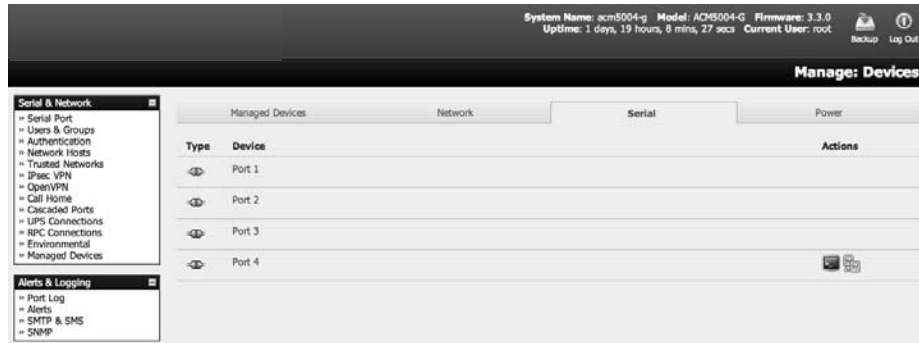 System Name: acm5004-g Model: ACM5004-G Firmware: 3.3.0
Uptime: 1 days, 19 hours, 8 mins, 27 secs Current User: root
Backup Log Out
Manage: Devices
Serial & Network
» Serial Port
» Users & Groups
» Authentication
» Network Hosts
» Trusted Networks
» IPsec VPN
» OpenVPN
» Call Home
» Cascaded Ports
» UPS Connections
» RPC Connections
» Environmental
» Managed Devices
Alerts & Logging
» Port Log
» Alerts
» SMTP & SMS
» SNMP
Managed Devices Network Serial Power
Type Device Actions
Port 1
Port 2
Port 3
Port 4